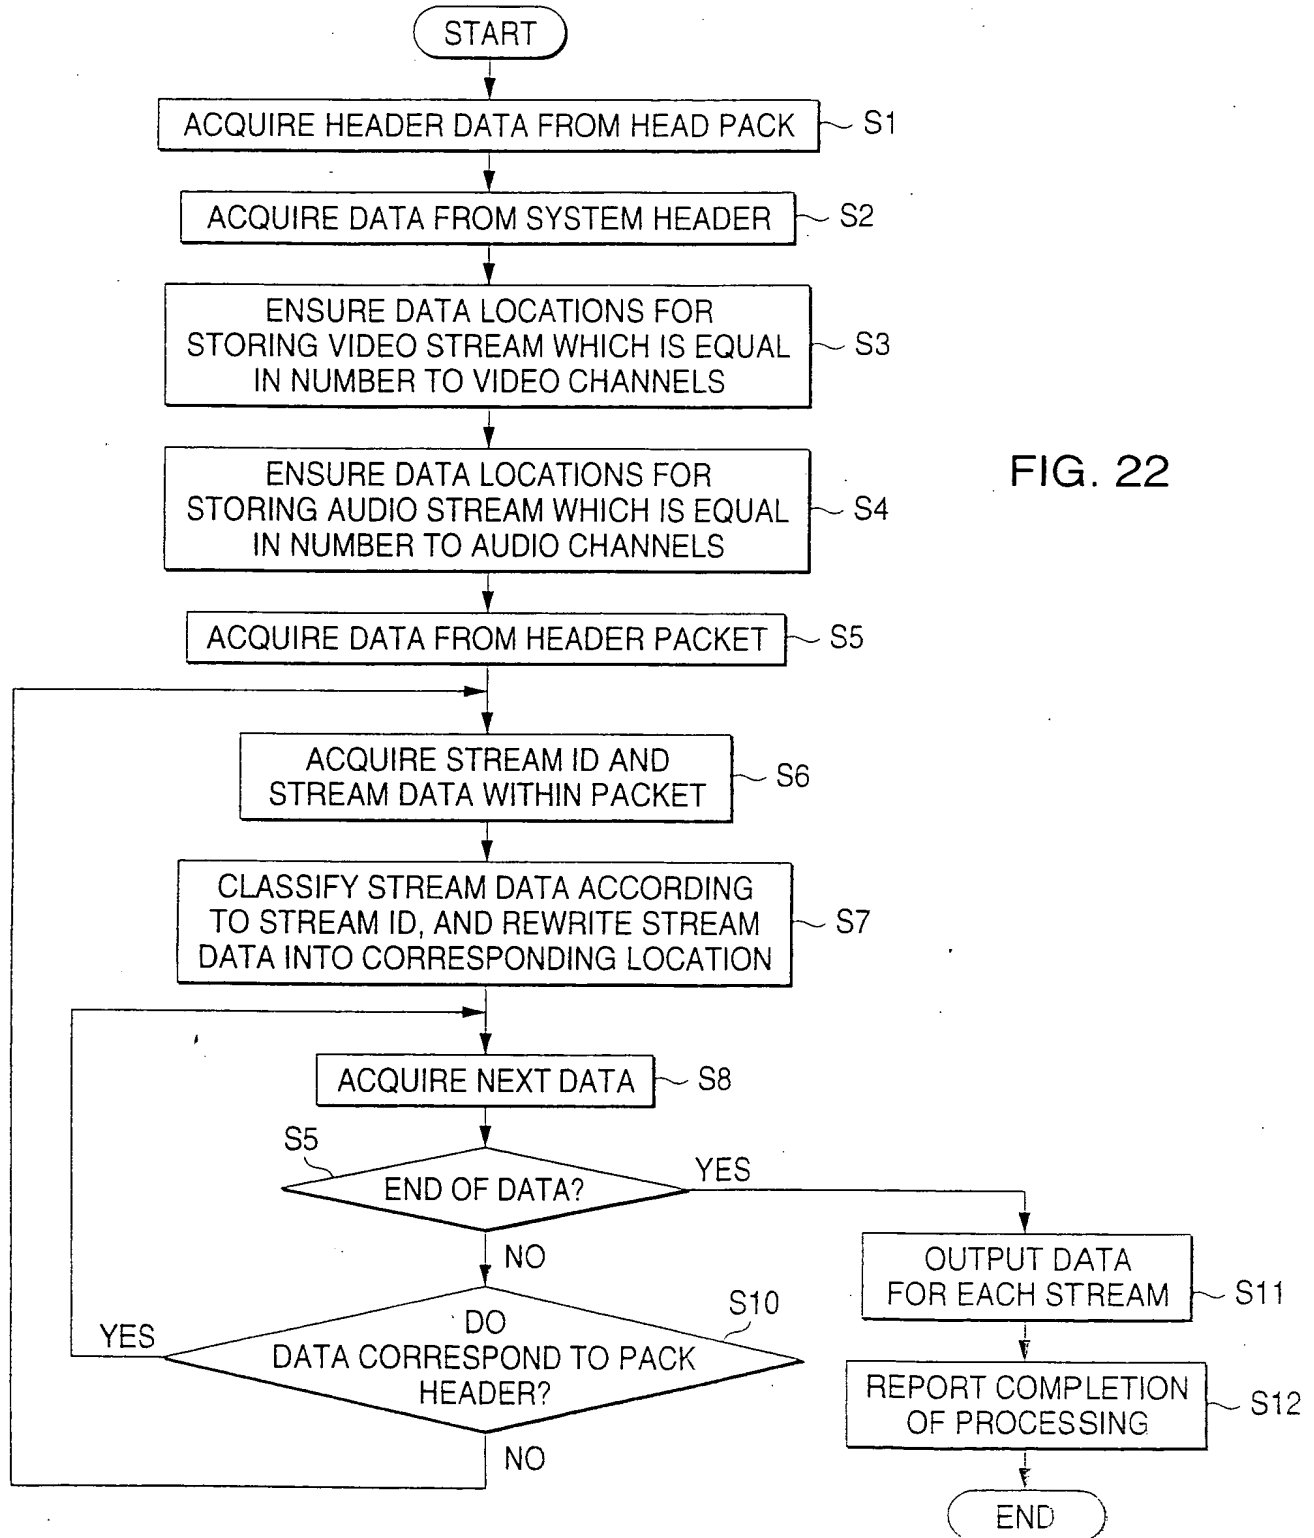 START
ACQUIRE HEADER DATA FROM HEAD PACK
S1
ACQUIRE DATA FROM SYSTEM HEADER
S2
ENSURE DATA LOCATIONS FOR
STORING VIDEO STREAM WHICH IS EQUAL
IN NUMBER TO VIDEO CHANNELS
S3
ENSURE DATA LOCATIONS FOR
STORING AUDIO STREAM WHICH IS EQUAL
IN NUMBER TO AUDIO CHANNELS
S4
FIG. 22
ACQUIRE DATA FROM HEADER PACKET
S5
ACQUIRE STREAM ID AND
STREAM DATA WITHIN PACKET
S6
CLASSIFY STREAM DATA ACCORDING
TO STREAM ID, AND REWRITE STREAM
DATA INTO CORRESPONDING LOCATION
S7
ACQUIRE NEXT DATA
S8
S5
END OF DATA?
YES
NO
S10
DO
DATA CORRESPOND TO PACK
HEADER?
YES
NO
OUTPUT DATA
FOR EACH STREAM
S11
REPORT COMPLETION
OF PROCESSING
S12
END